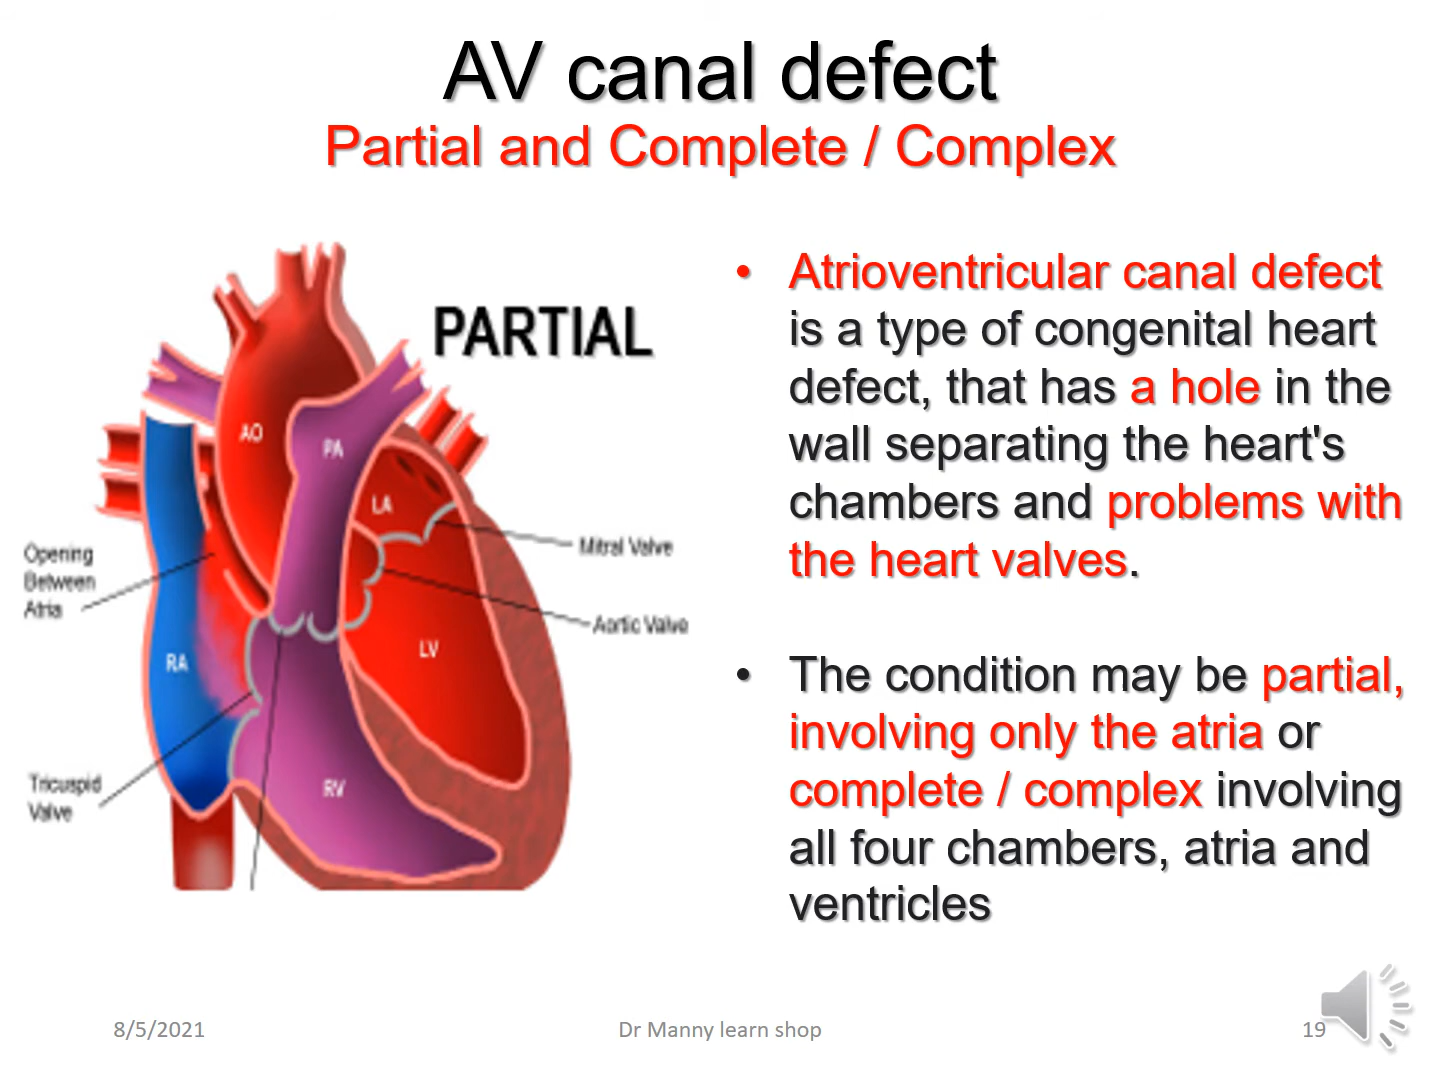 AV canal defect
Partial and Complete / Complex
PARTIAL
AO
PA
LA
Mitral Valve
Opening
Between
Atria
Aortic Valve
LV
RA
Tricuspid
Valve
RV
• Atrioventricular canal defect
is a type of congenital heart
defect, that has a hole in the
wall separating the heart's
chambers and problems with
the heart valves.
• The condition may be partial,
involving only the atria or
complete / complex involving
all four chambers, atria and
ventricles
8/5/2021
Dr Manny learn shop
19